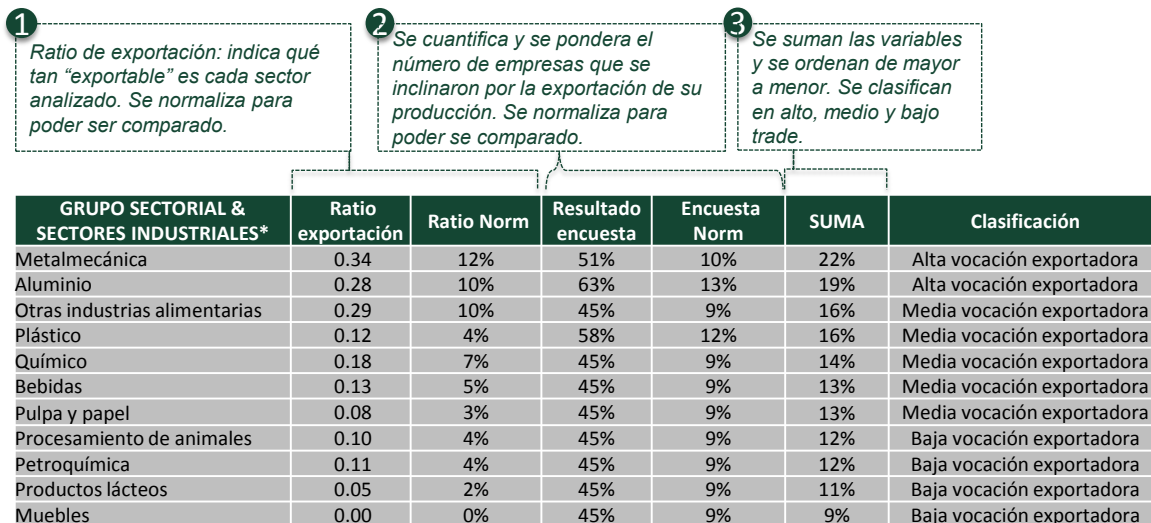 1
Ratio de exportación: indica qué
tan “exportable” es cada sector
analizado. Se normaliza para
poder ser comparado.
2
Se cuantifica y se pondera el
número de empresas que se
inclinaron por la exportación de su
producción. Se normaliza para
poder se comparado.
3
Se suman las variables
y se ordenan de mayor
a menor. Se clasifican
en alto, medio y bajo
trade.
GRUPO SECTORIAL & SECTORES INDUSTRIALES* Ratio exportación Ratio Norm Resultado encuesta Encuesta Norm SUMA Clasificación
Metalmecánica 0.34 12% 51% 10% 22% Alta vocación exportadora
Aluminio 0.28 10% 63% 13% 19% Alta vocación exportadora
Otras industrias alimentarias 0.29 10% 45% 9% 16% Media vocación exportadora
Plástico 0.12 4% 58% 12% 16% Media vocación exportadora
Químico 0.18 7% 45% 9% 14% Media vocación exportadora
Bebidas 0.13 5% 45% 9% 13% Media vocación exportadora
Pulpa y papel 0.08 3% 45% 9% 13% Media vocación exportadora
Procesamiento de animales 0.10 4% 45% 9% 12% Baja vocación exportadora
Petroquímica 0.11 4% 45% 9% 12% Baja vocación exportadora
Productos lácteos 0.05 2% 45% 9% 11% Baja vocación exportadora
Muebles 0.00 0% 45% 9% 9% Baja vocación exportadora